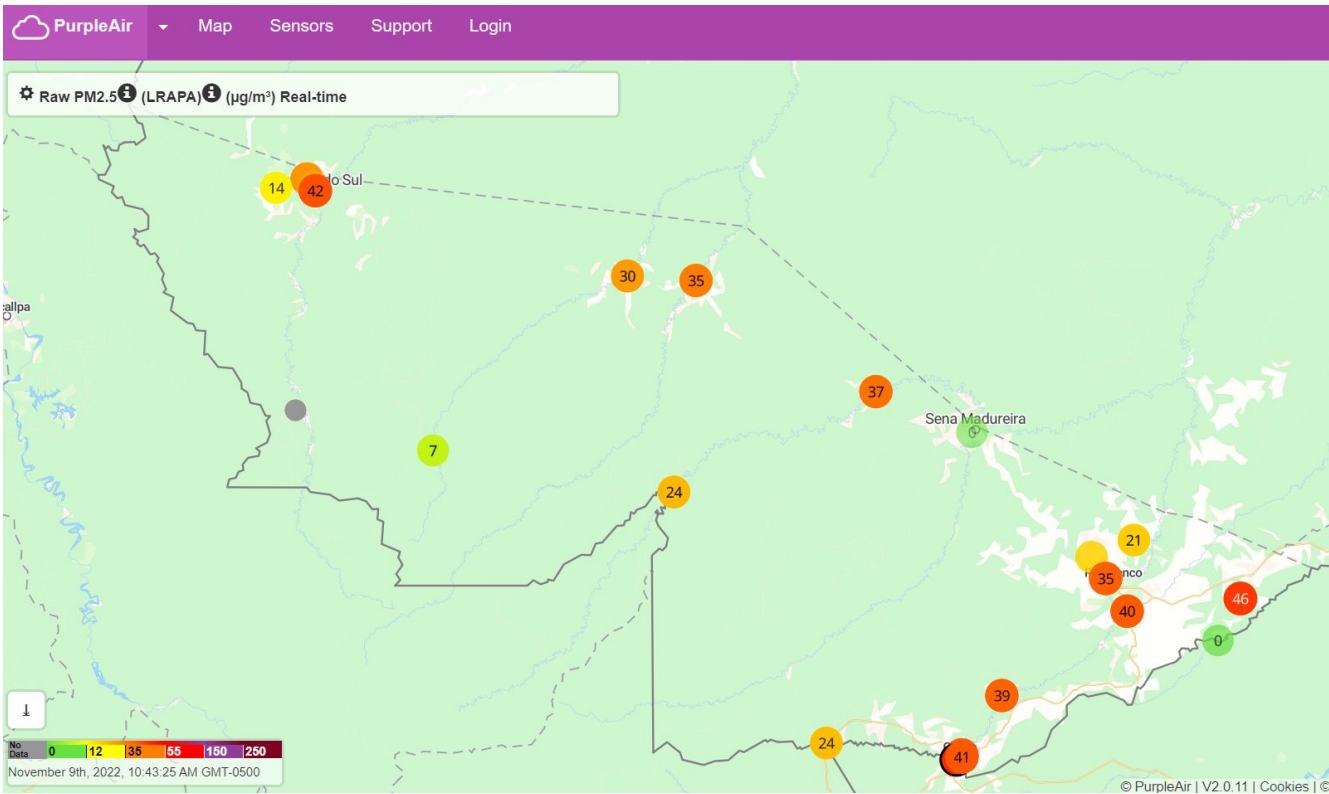 PurpleAir Map Sensors Support Login
Raw PM2.5 (LRAPA) (µg/m³) Real-time
14
42
do Sul
30
35
allpa
37
Sena Madureira
0
7
24
21
nco
35
46
40
0
39
24
41
No Data 0 12 35 55 150 250
November 9th, 2022, 10:43:25 AM GMT-0500
© PurpleAir | V2.0.11 | Cookies | ©